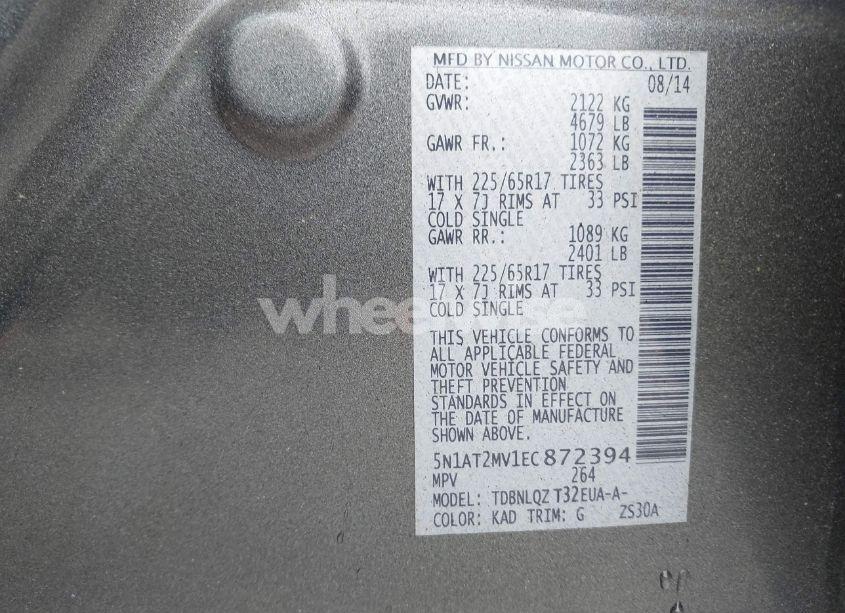 MFD BY NISSAN MOTOR CO., LTD.
DATE: 08/14
GVWR: 2122 KG
4679 LB
GAWR FR.: 1072 KG
2363 LB
WITH 225/65R17 TIRES
17 X 7J RIMS AT 33 PSI
COLD SINGLE
GAWR RR.: 1089 KG
2401 LB
WITH 225/65R17 TIRES
17 X 7J RIMS AT 33 PSI
COLD SINGLE
THIS VEHICLE CONFORMS TO
ALL APPLICABLE FEDERAL
MOTOR VEHICLE SAFETY AND
THEFT PREVENTION
STANDARDS IN EFFECT ON
THE DATE OF MANUFACTURE
SHOWN ABOVE.
5N1AT2MV1EC872394
MPV 264
MODEL: TDBNLQZ T32EUA-A-
COLOR: KAD TRIM: G ZS30A